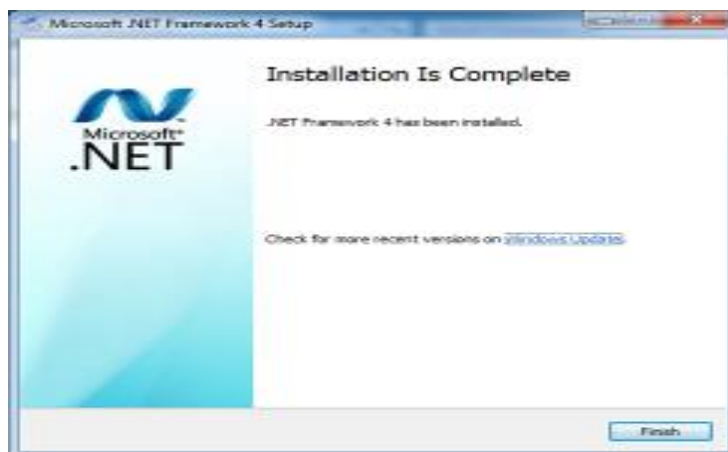 Microsoft .NET Framework 4 Setup
Installation Is Complete
Microsoft®
.NET
.NET Framework 4 has been installed.
Check for more recent versions on Windows Update.
Finish